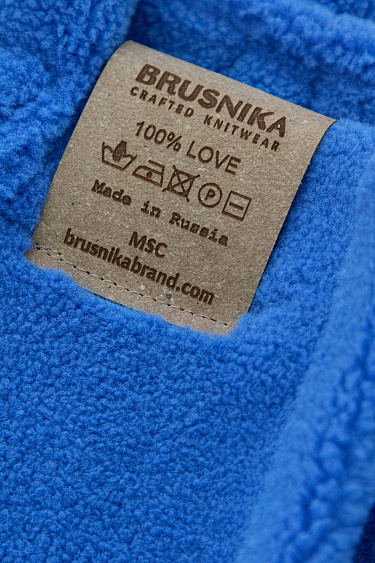 BRUSNIKA
CRAFTED KNITWEAR
100% LOVE
P
Made in Russia
MSC
brusnikabrand.com